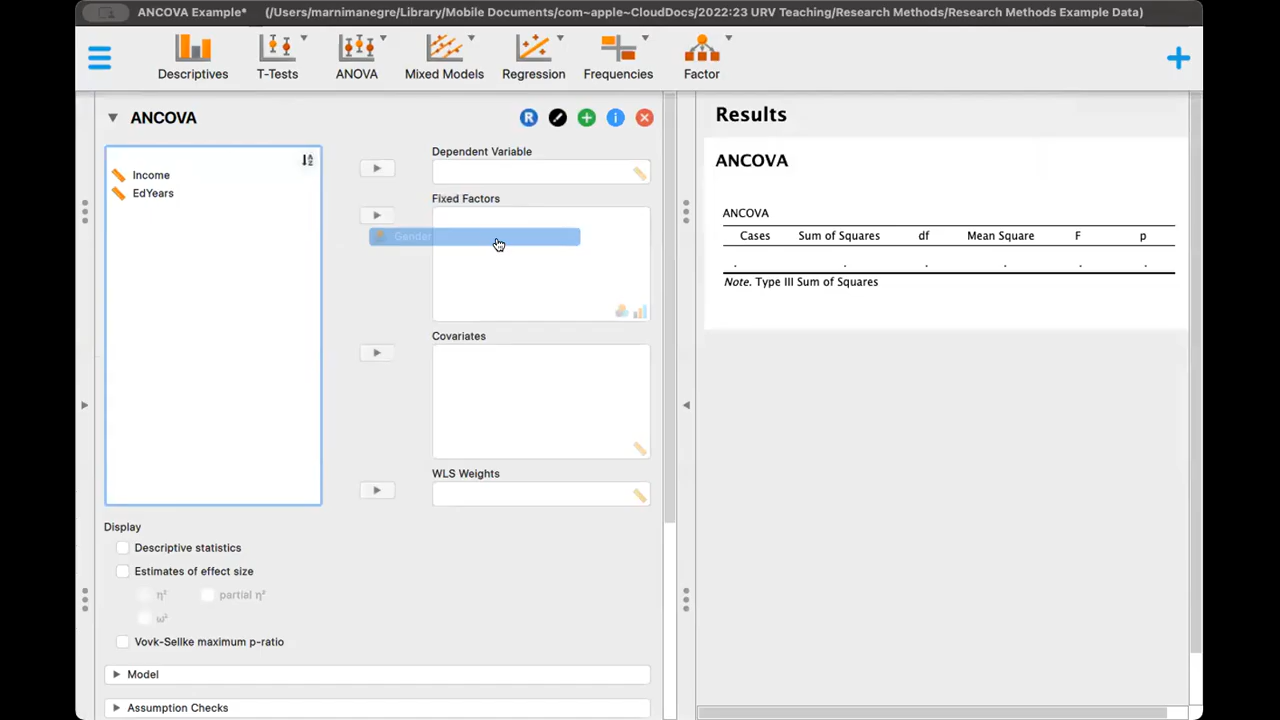 ANCOVA Example* (/Users/marnimanegre/Library/Mobile Documents/com~apple~CloudDocs/2022:23 URV Teaching/Research Methods/Research Methods Example Data)
Descriptives T-Tests ANOVA Mixed Models Regression Frequencies Factor
ANCOVA
R
Income
EdYears
Dependent Variable
Fixed Factors
Gender
Covariates
WLS Weights
Display
Descriptive statistics
Estimates of effect size
η² partial η²
ω²
Vovk-Sellke maximum p-ratio
Model
Assumption Checks
Results
ANCOVA
ANCOVA
Cases Sum of Squares df Mean Square F p
. . . . . .
Note. Type III Sum of Squares